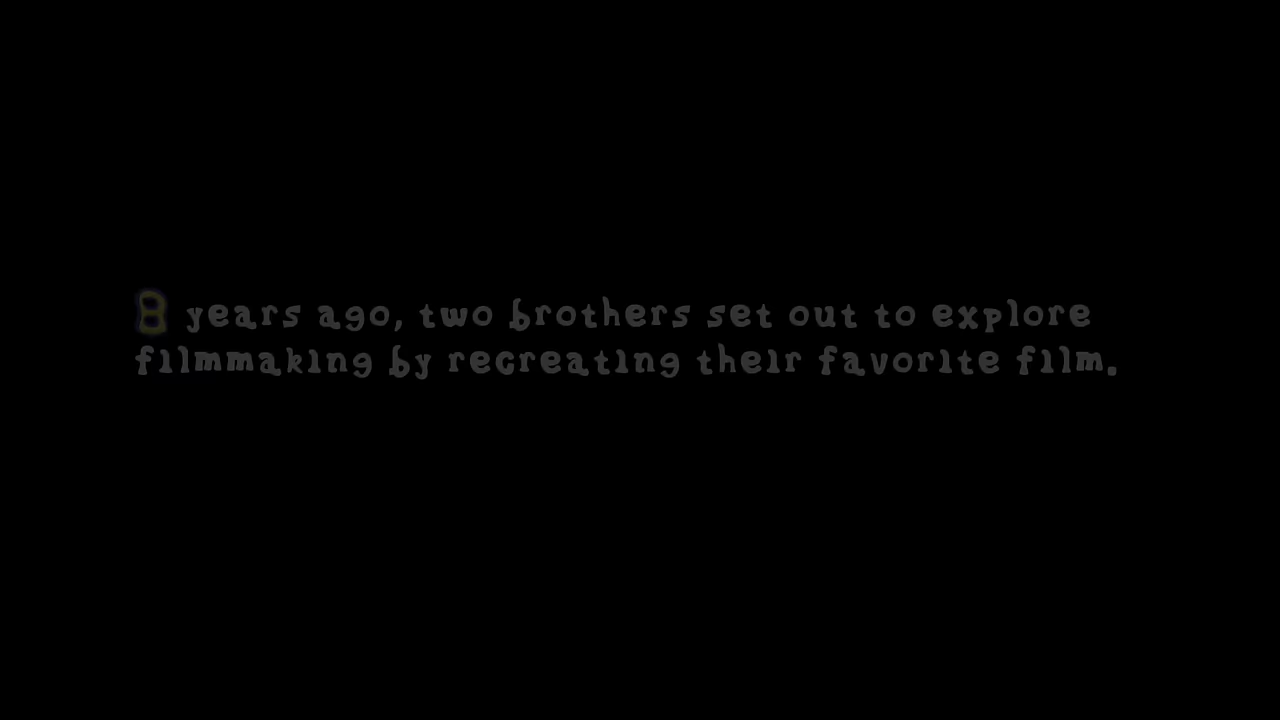 8 years ago, two brothers set out to explore
filmmaking by recreating their favorite film.